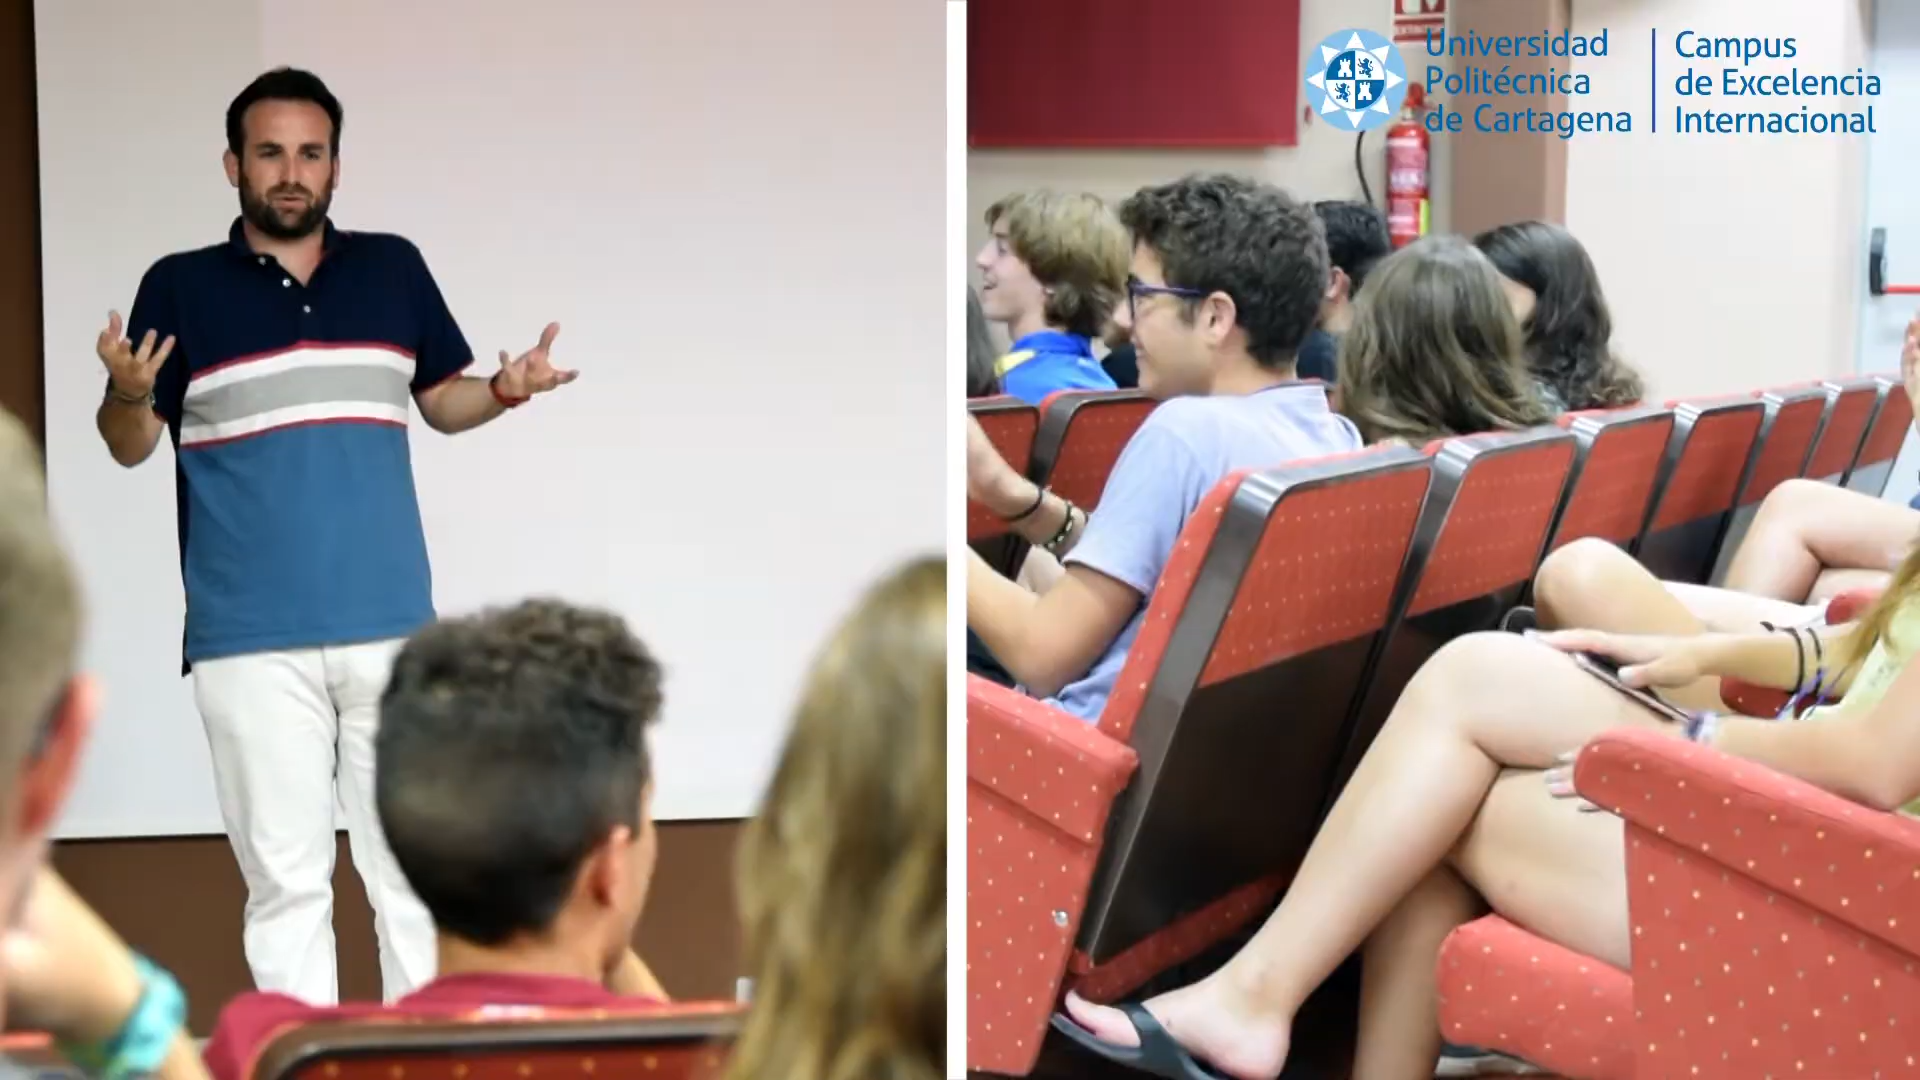 Universidad
Politécnica
de Cartagena
Campus
de Excelencia
Internacional